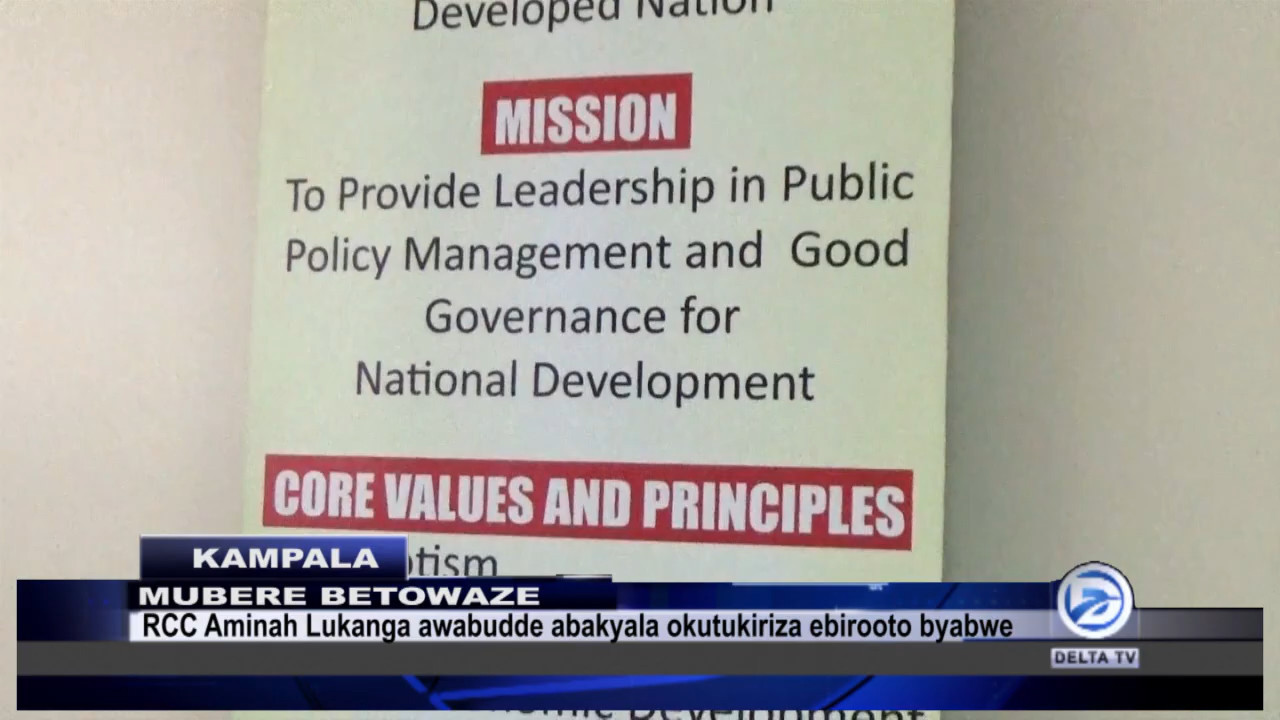 Developed Nation
MISSION
To Provide Leadership in Public
Policy Management and Good
Governance for
National Development
CORE VALUES AND PRINCIPLES
KAMPALA
MUBERE BETOWAZE
RCC Aminah Lukanga awabudde abakyala okutukiriza ebirooto byabwe
DELTA TV
Development